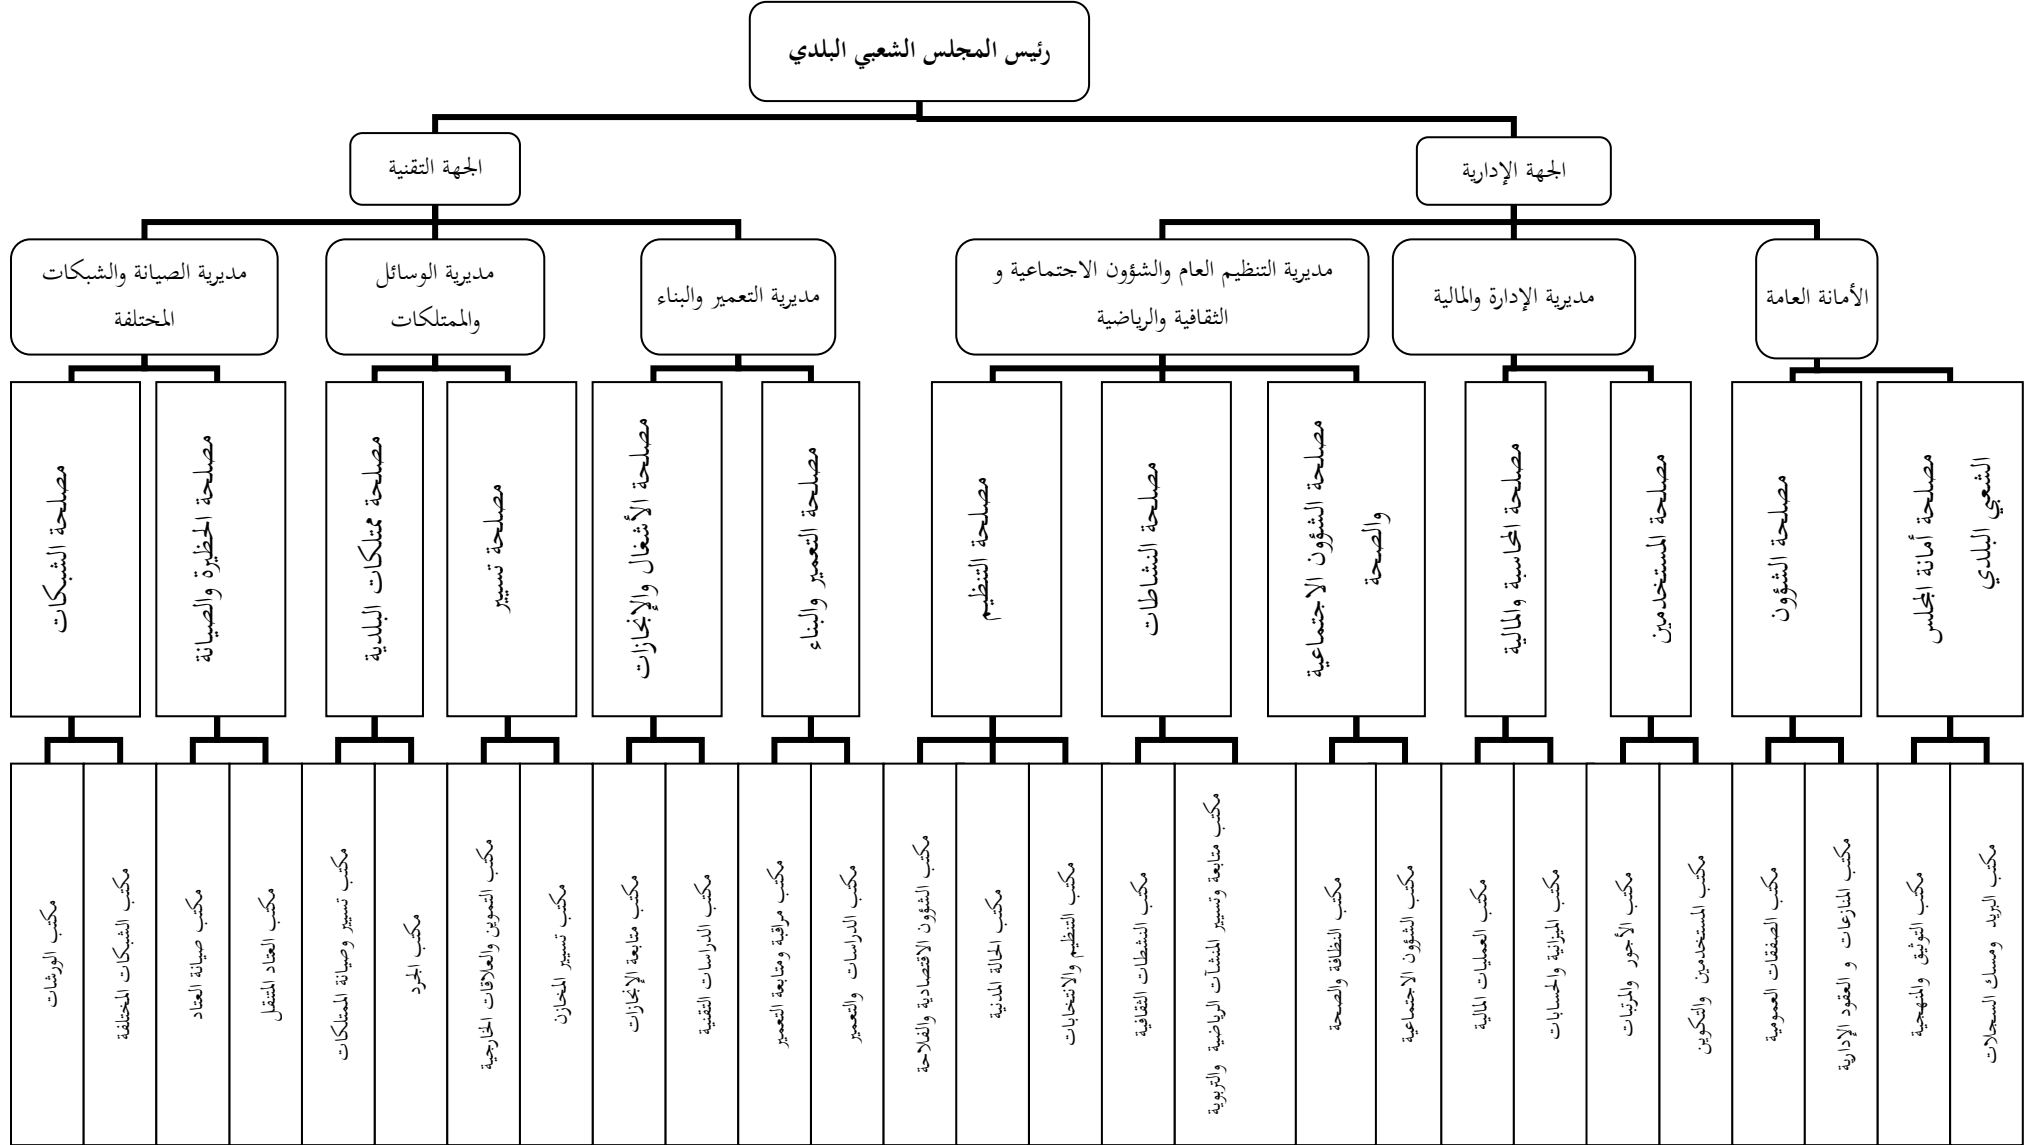 رئيس المجلس الشعبي البلدي
الجهة الإدارية
الجهة التقنية
الأمانة العامة
مديرية الإدارة والمالية
مديرية التنظيم العام والشؤون الاجتماعية و
الثقافية والرياضية
مديرية التعمير والبناء
مديرية الوسائل
والممتلكات
مديرية الصيانة والشبكات
المختلفة
مصلحة أمانة المجلس
الشعبي البلدي
مصلحة الشؤون
مصلحة المستخدمين
مصلحة المحاسبة والمالية
مصلحة الشؤون الاجتماعية
والصحة
مصلحة النشاطات
مصلحة التنظيم
مصلحة التعمير والبناء
مصلحة الأشغال والإنجازات
مصلحة تسيير
مصلحة ممتلكات البلدية
مصلحة الحظيرة والصيانة
مصلحة الشبكات
مكتب البريد ومسك السجلات
مكتب التوثيق والمنهجية
مكتب المنازعات و العقود الإدارية
مكتب الصفقات العمومية
مكتب المستخدمين والتكوين
مكتب الأجور والمرتبات
مكتب الميزانية والحسابات
مكتب العمليات المالية
مكتب الشؤون الاجتماعية
مكتب النظافة والصحة
مكتب متابعة وتسيير المنشآت الرياضية والتربوية
مكتب النشطات الثقافية
مكتب التنظيم والانتخابات
مكتب الحالة المدنية
مكتب الشؤون الاقتصادية والفلاحة
مكتب الدراسات والتعمير
مكتب مراقبة ومتابعة التعمير
مكتب الدراسات التقنية
مكتب متابعة الإنجازات
مكتب تسيير المخازن
مكتب التموين والعلاقات الخارجية
مكتب الجرد
مكتب تسيير وصيانة الممتلكات
مكتب العتاد المتنقل
مكتب صيانة العتاد
مكتب الشبكات المختلفة
مكتب الورشات